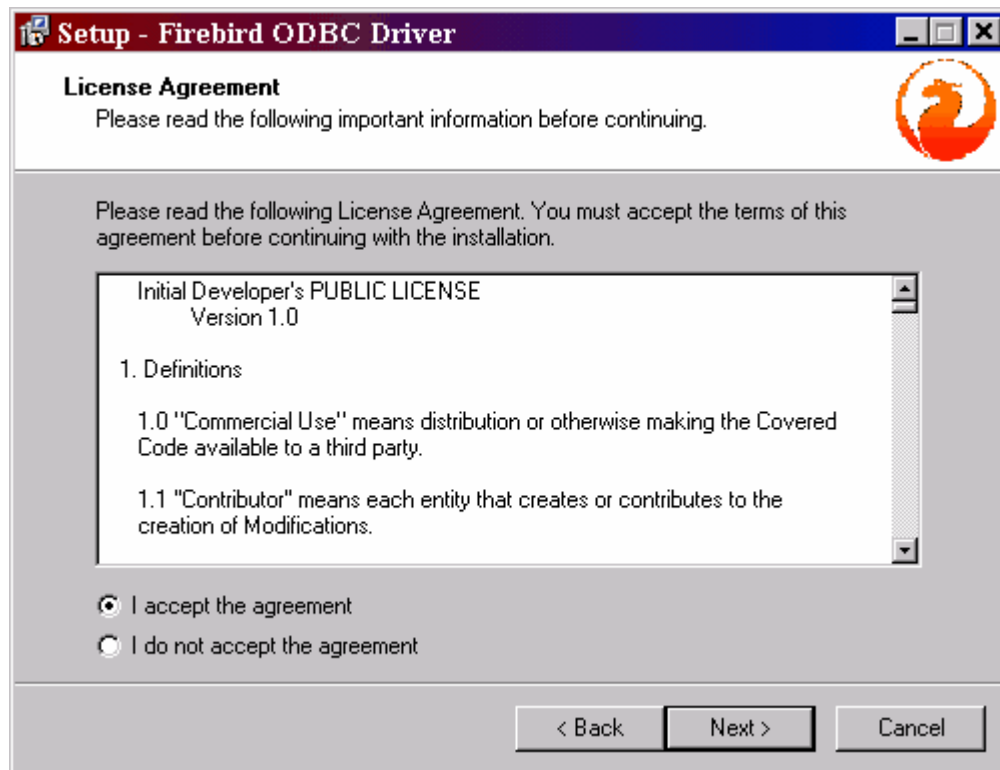 Setup - Firebird ODBC Driver
License Agreement
Please read the following important information before continuing.
Please read the following License Agreement. You must accept the terms of this
agreement before continuing with the installation.
Initial Developer's PUBLIC LICENSE
Version 1.0
1. Definitions
1.0 "Commercial Use" means distribution or otherwise making the Covered
Code available to a third party.
1.1 "Contributor" means each entity that creates or contributes to the
creation of Modifications.
I accept the agreement
I do not accept the agreement
< Back Next > Cancel